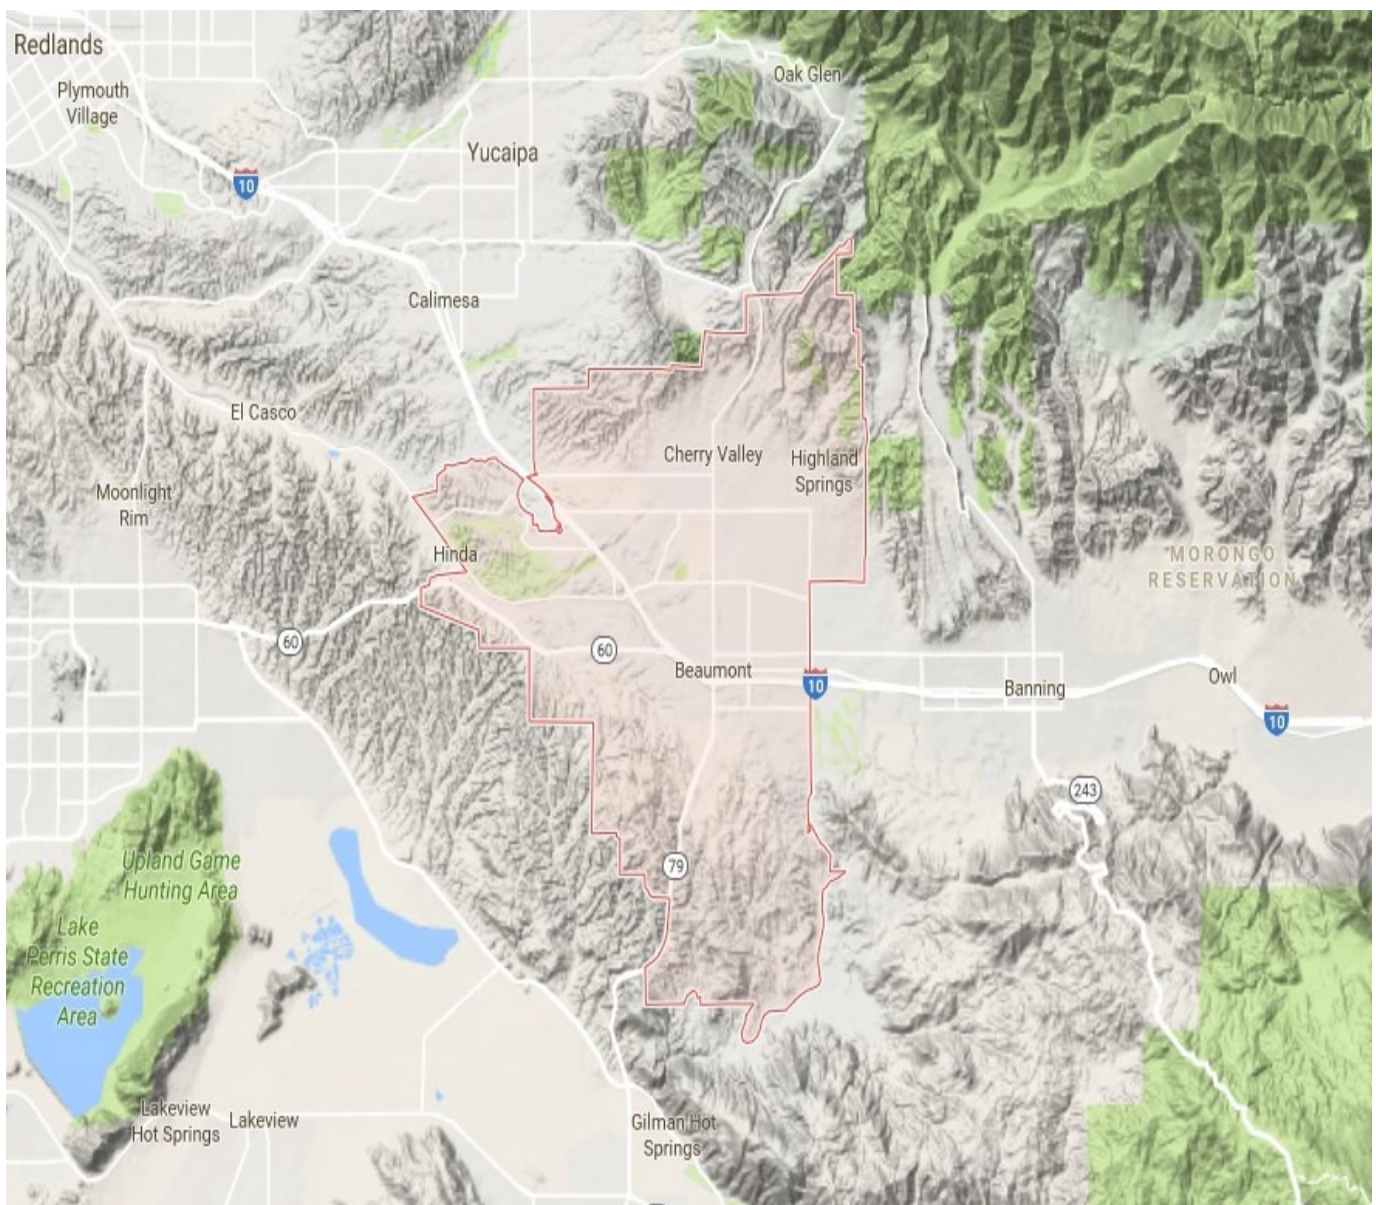 Redlands
Plymouth
Village
Oak Glen
Yucaipa
10
Calimesa
El Casco
Cherry Valley
Highland
Springs
Moonlight
Rim
Hinda
MORONGO
RESERVATION
60
60
Beaumont
10
Banning
Owl
10
243
Upland Game
Hunting Area
79
Lake
Perris State
Recreation
Area
Lakeview
Hot Springs
Lakeview
Gilman Hot
Springs